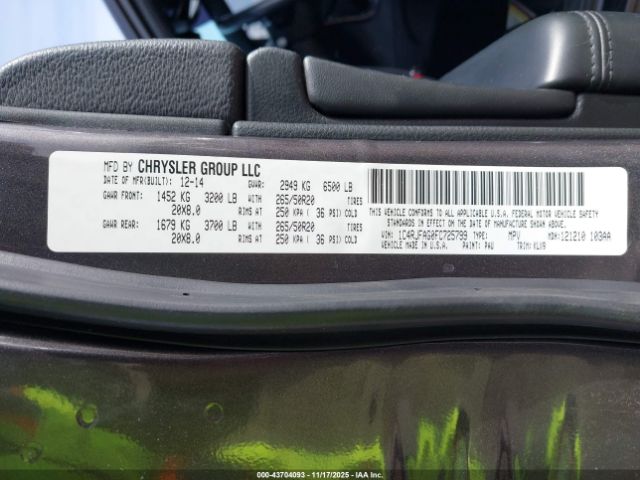 MFD BY CHRYSLER GROUP LLC
DATE OF MFR(BUILT): 12-14 GVWR: 2949 KG 6500 LB
GAWR FRONT: 1452 KG 3200 LB WITH 265/50R20 TIRES
20X8.0 RIMS AT 250 KPA ( 36 PSI) COLD
GAWR REAR: 1679 KG 3700 LB WITH 265/50R20 TIRES
20X8.0 RIMS AT 250 KPA ( 36 PSI) COLD
THIS VEHICLE CONFORMS TO ALL APPLICABLE U.S.A. FEDERAL MOTOR VEHICLE SAFETY
STANDARDS IN EFFECT ON THE DATE OF MANUFACTURE SHOWN ABOVE.
VIN: 1C4RJFAG0FC725799 TYPE: MPV MDH: 121210 103AA
VEHICLE MADE IN U.S.A. PAINT: PAU TRIM: KLX9
000-43704093 - 11/17/2025 - IAA Inc.